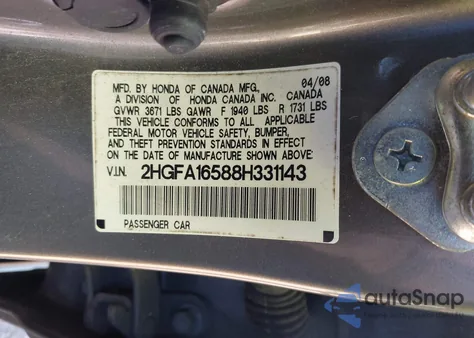 MFD. BY HONDA OF CANADA MFG., 04/08
A DIVISION OF HONDA CANADA INC. CANADA
GVWR 3671 LBS GAWR F 1940 LBS R 1731 LBS
THIS VEHICLE CONFORMS TO ALL APPLICABLE
FEDERAL MOTOR VEHICLE SAFETY, BUMPER,
AND THEFT PREVENTION STANDARDS IN EFFECT
ON THE DATE OF MANUFACTURE SHOWN ABOVE:
V.I.N. 2HGFA16588H331143
PASSENGER CAR
autoSnap